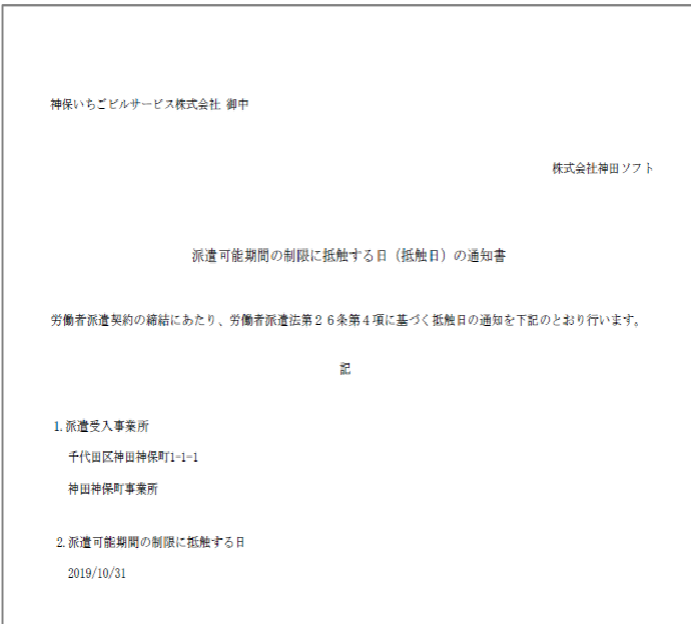 神保いちごビルサービス株式会社 御中
株式会社神田ソフト
派遣可能期間の制限に抵触する日(抵触日)の通知書
労働者派遣契約の締結にあたり、労働者派遣法第26条第4項に基づく抵触日の通知を下記のとおり行います。
記
1.派遣受入事業所
千代田区神田神保町1-1-1
神田神保町事業所
2.派遣可能期間の制限に抵触する日
2019/10/31